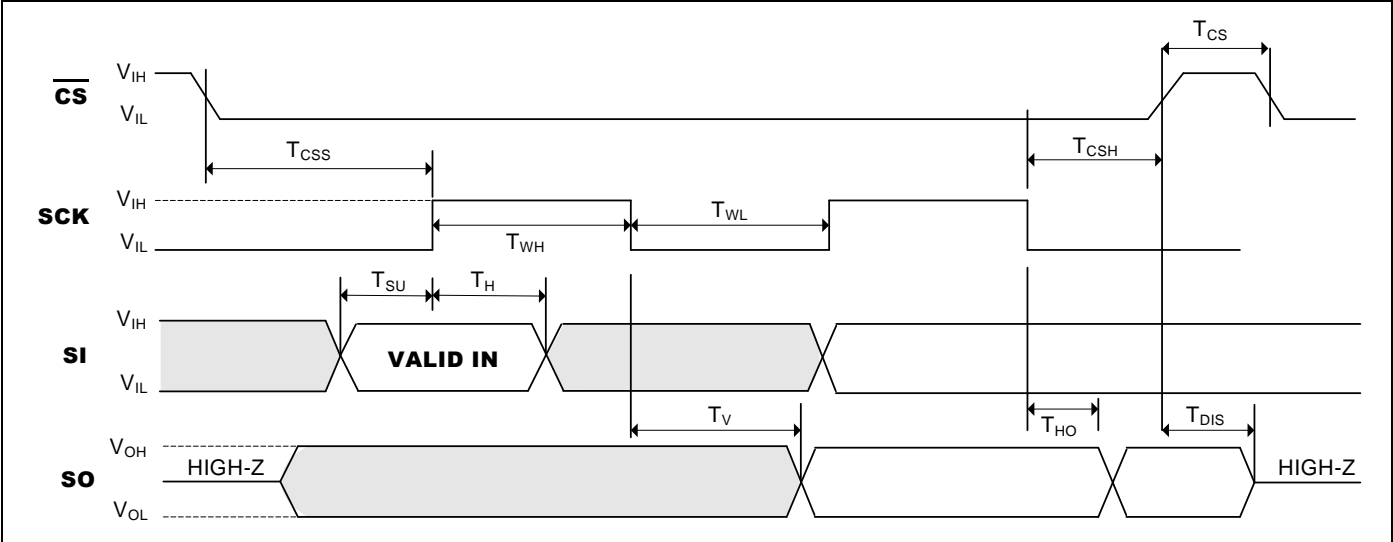 T_CS
V_IH
CS
V_IL
T_CSS
T_CSH
V_IH
SCK
T_WL
V_IL
T_WH
T_SU T_H
V_IH
SI
VALID IN
V_IL
T_V
T_HO
T_DIS
V_OH
HIGH-Z
SO
HIGH-Z
V_OL